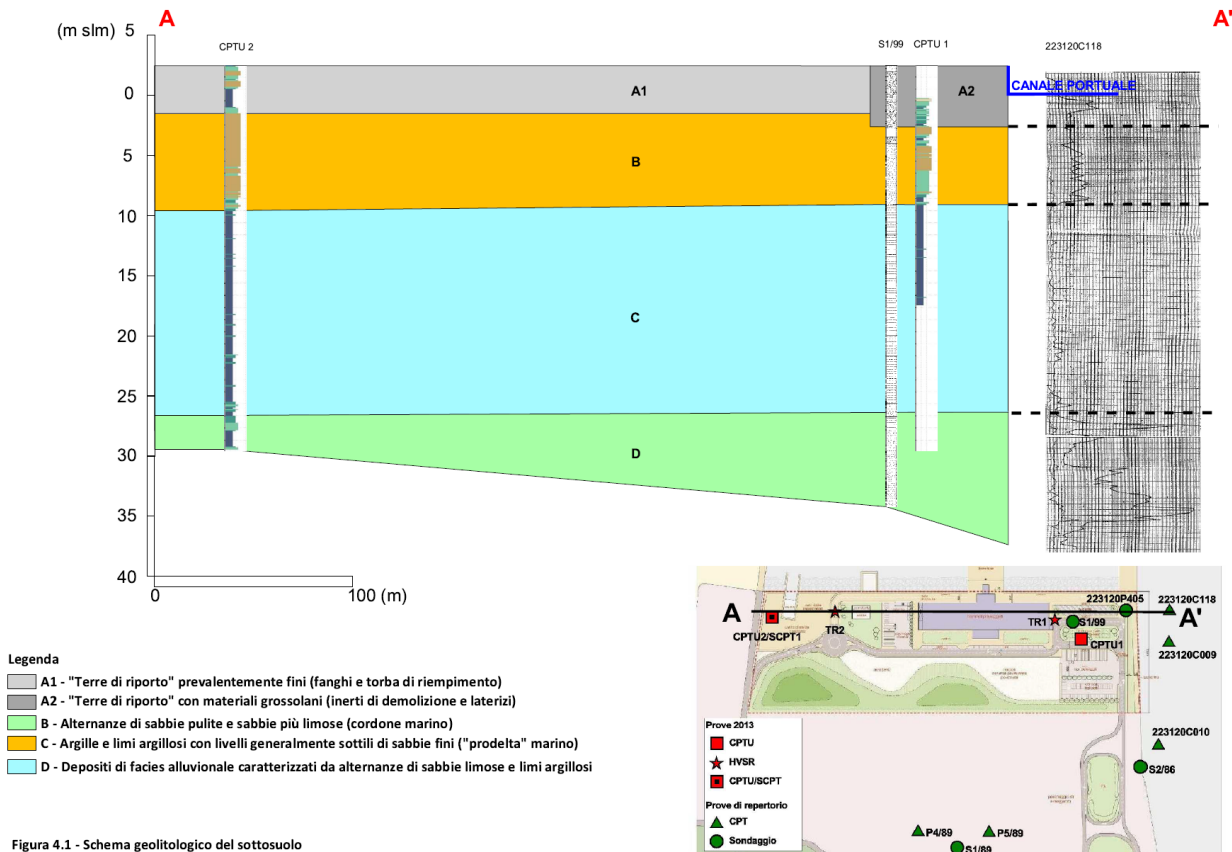 A
A'
(m slm)
5
0
5
10
15
20
25
30
35
40
0
100 (m)
CPTU 2
S1/99
CPTU 1
223120C118
A1
A2
CANALE PORTUALE
B
C
D
Legenda
A1 - "Terre di riporto" prevalentemente fini (fanghi e torba di riempimento)
A2 - "Terre di riporto" con materiali grossolani (inerti di demolizione e laterizi)
B - Alternanze di sabbie pulite e sabbie più limose (cordone marino)
C - Argille e limi argillosi con livelli generalmente sottili di sabbie fini ("prodelta" marino)
D - Depositi di facies alluvionale caratterizzati da alternanze di sabbie limose e limi argillosi
Figura 4.1 - Schema geolitologico del sottosuolo
A
A'
CPTU2/SCPT1
TR2
TR1
S1/99
CPTU1
223120P405
223120C118
223120C009
223120C010
S2/86
P4/89
P5/89
S1/89
Prove 2013
CPTU
HVSR
CPTU/SCPT
Prove di repertorio
CPT
Sondaggio